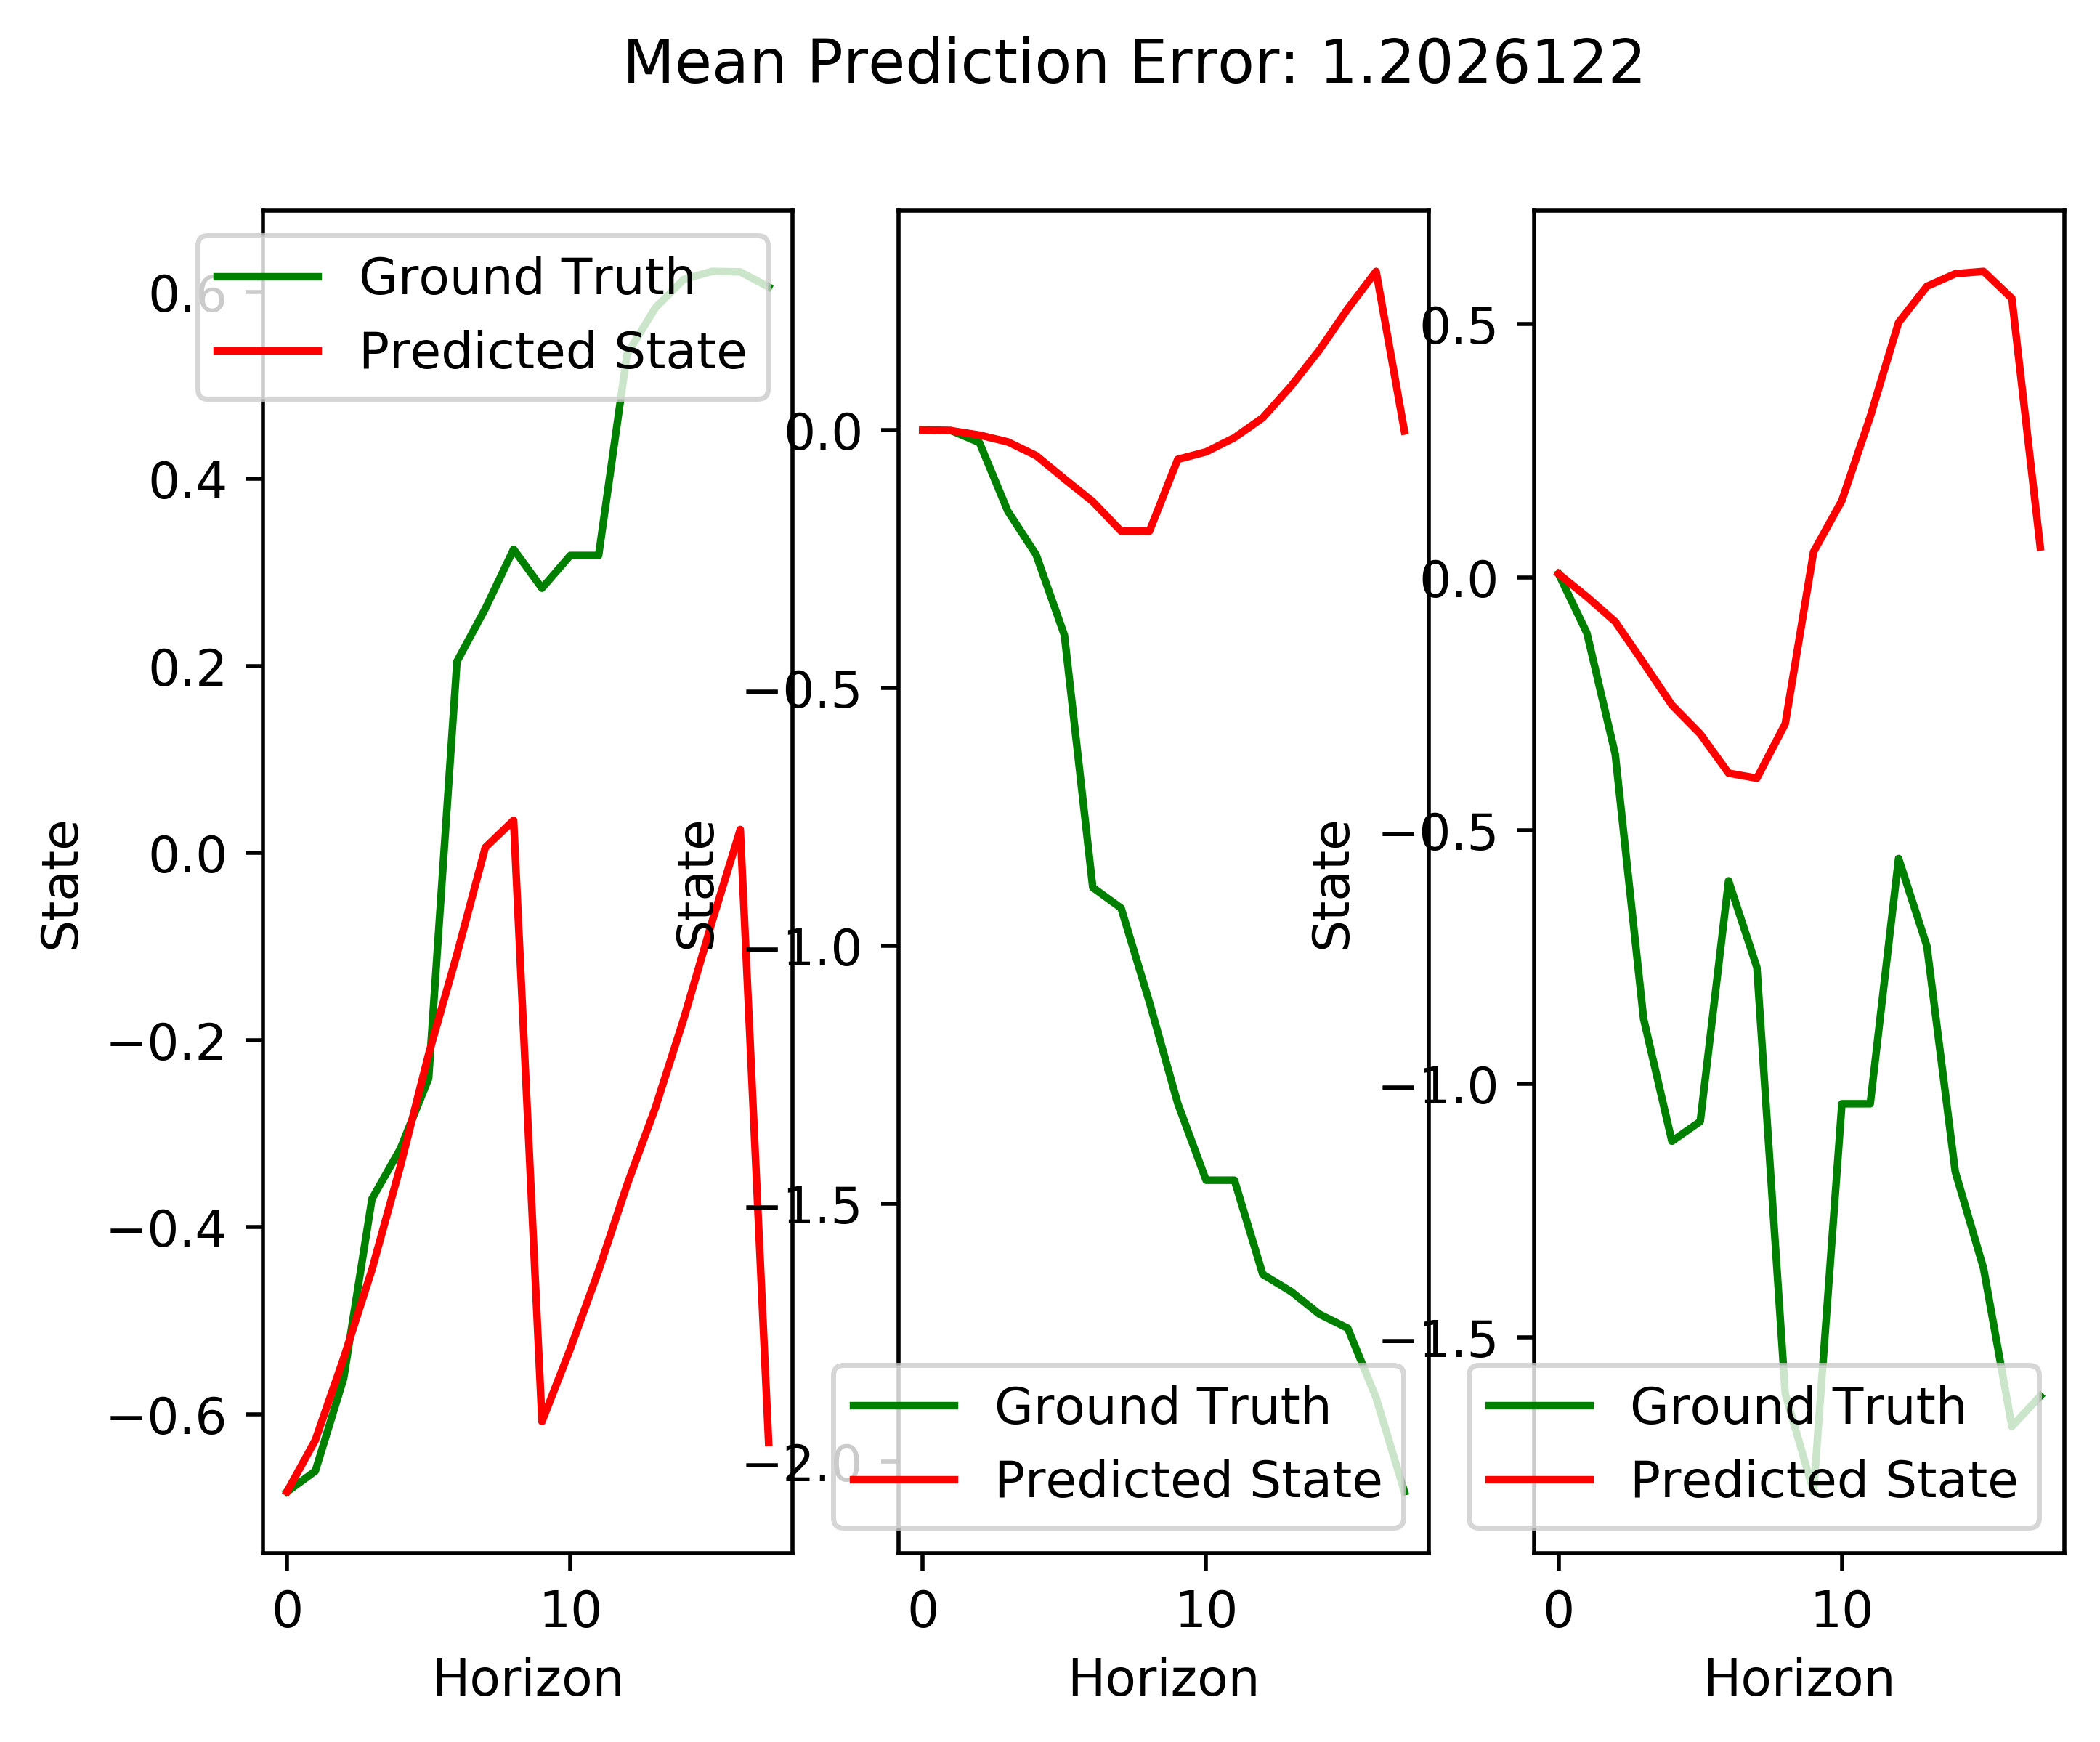 Mean Prediction Error: 1.2026122
Ground Truth
Predicted State
0.6
0.4
0.2
0.0
−0.2
−0.4
−0.6
State
0
10
Horizon
0.0
−0.5
−1.0
−1.5
−2.0
State
Ground Truth
Predicted State
0
10
Horizon
0.5
0.0
−0.5
−1.0
−1.5
State
Ground Truth
Predicted State
0
10
Horizon